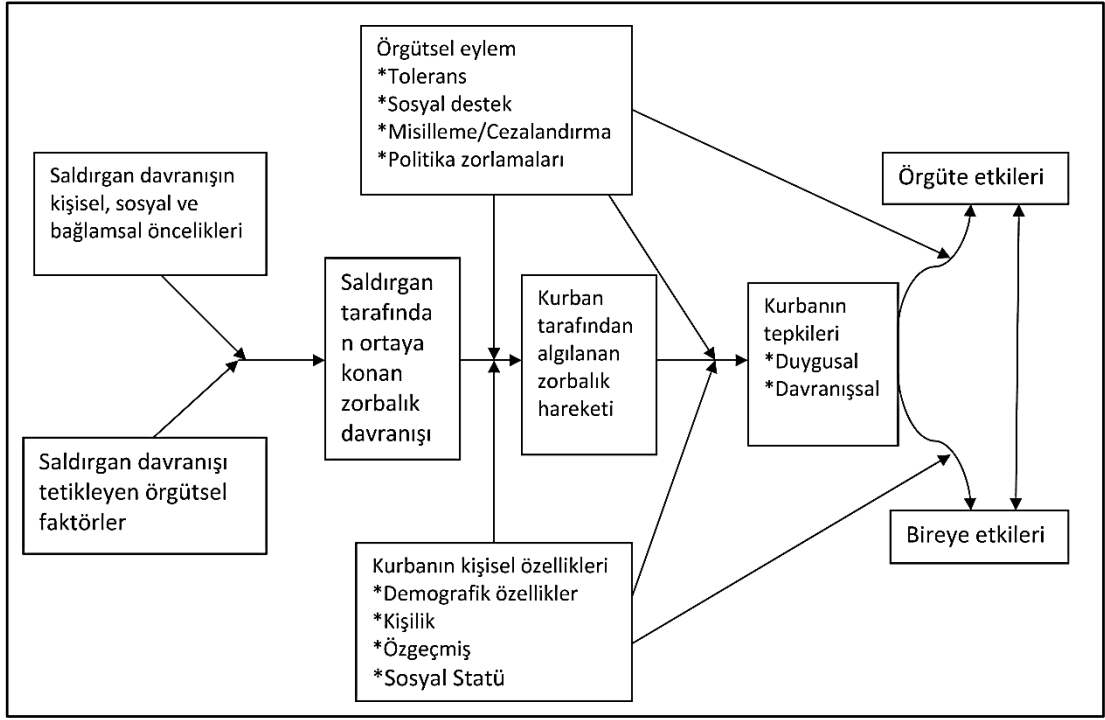 Örgütsel eylem
*Tolerans
*Sosyal destek
*Misilleme/Cezalandırma
*Politika zorlamaları
Saldırgan davranışın
kişisel, sosyal ve
bağlamsal öncelikleri
Örgüte etkileri
Saldırgan
tarafında
n ortaya
konan
zorbalık
davranışı
Kurban
tarafından
algılanan
zorbalık
hareketi
Kurbanın
tepkileri
*Duygusal
*Davranışsal
Saldırgan davranışı
tetikleyen örgütsel
faktörler
Bireye etkileri
Kurbanın kişisel özellikleri
*Demografik özellikler
*Kişilik
*Özgeçmiş
*Sosyal Statü